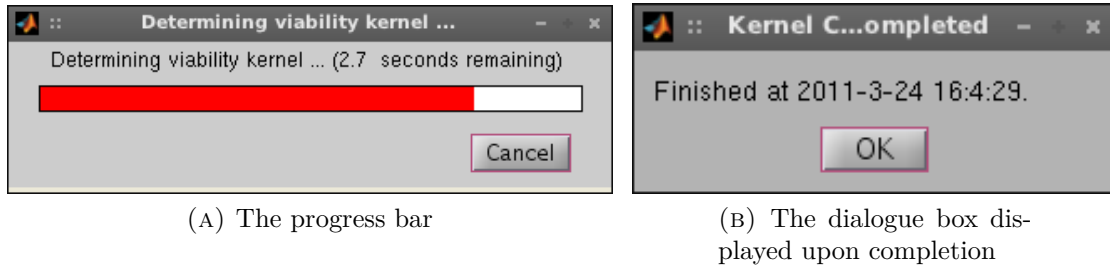 Determining viability kernel ...
Determining viability kernel ... (2.7 seconds remaining)
Cancel
(A) The progress bar
Kernel C...ompleted
Finished at 2011-3-24 16:4:29.
OK
(B) The dialogue box dis-
played upon completion